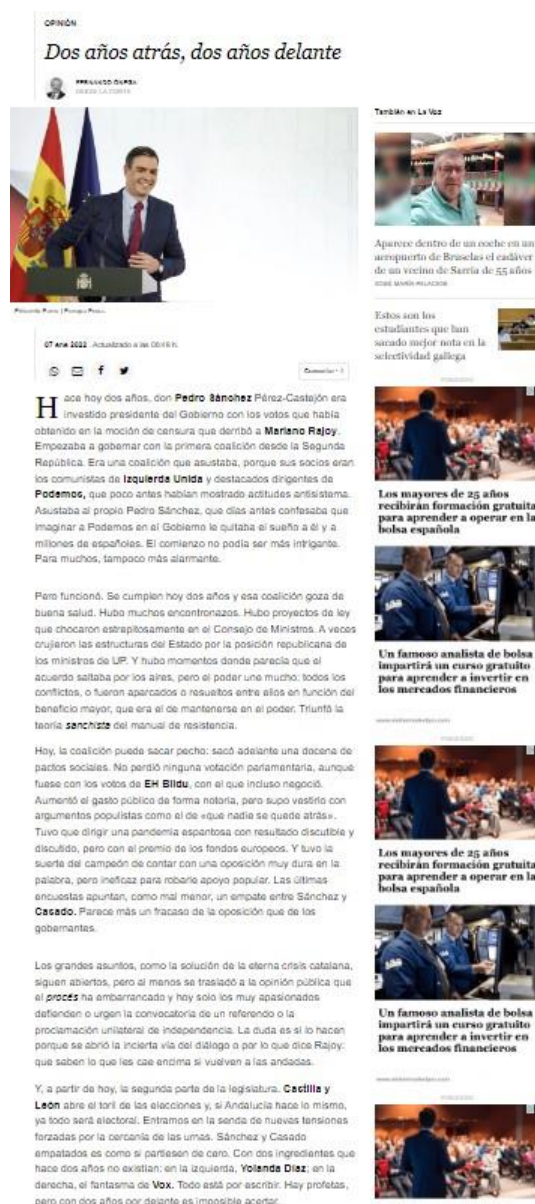 OPINIÓN
Dos años atrás, dos años delante
FERNANDO ÓNEGA
DESDE LA CORTE
07 ene 2022 . Actualizado a las
Comentar · 1
Hace hoy dos años, don Pedro Sánchez Pérez-Castejón era
investido presidente del Gobierno con los votos que había
obtenido en la moción de censura que derribó a Mariano Rajoy.
Empezaba a gobernar con la primera coalición desde la Segunda
República. Era una coalición que asustaba, porque sus socios eran
los comunistas de Izquierda Unida y destacados dirigentes de
Podemos, que poco antes habían mostrado actitudes antisistema.
Asustaba al propio Pedro Sánchez, que días antes confesaba que
imaginar a Podemos en el Gobierno le quitaba el sueño a él y a
millones de españoles. El comienzo no podía ser más intrigante.
Para muchos, tampoco más alarmante.
Pero funcionó. Se cumplen hoy dos años y esa coalición goza de
buena salud. Hubo muchos encontronazos. Hubo proyectos de ley
que chocaron estrepitosamente en el Consejo de Ministros. A veces
crujieron las estructuras del Estado por la posición republicana de
los ministros de UP. Y hubo momentos donde parecía que el
acuerdo saltaba por los aires, pero el poder une mucho: todos los
conflictos, o fueron aparcados o resueltos entre ellos en función del
beneficio mayor, que era el de mantenerse en el poder. Triunfó la
teoría sanchista del manual de resistencia.
Hoy, la coalición puede sacar pecho: sacó adelante una docena de
pactos sociales. No perdió ninguna votación parlamentaria, aunque
fuese con los votos de EH Bildu, con el que incluso negoció.
Aumentó el gasto público de forma notoria, pero supo vestirlo con
argumentos populistas como el de «que nadie se quede atrás».
Tuvo que dirigir una pandemia espantosa con resultado discutible y
discutido, pero con el premio de los fondos europeos. Y tuvo la
suerte del campeón de contar con una oposición muy dura en la
palabra, pero ineficaz para robarle apoyo popular. Las últimas
encuestas apuntan, como mal menor, un empate entre Sánchez y
Casado. Parece más un fracaso de la oposición que de los
gobernantes.
Los grandes asuntos, como la solución de la eterna crisis catalana,
siguen abiertos, pero al menos se trasladó a la opinión pública que
el procés ha embarrancado y hoy solo los muy apasionados
defienden o urgen la convocatoria de un referendo o la
proclamación unilateral de independencia. La duda es si lo hacen
porque se abrió la incierta vía del diálogo o por lo que dice Rajoy:
que saben lo que les cae encima si vuelven a las andadas.
Y, a partir de hoy, la segunda parte de la legislatura. Castilla y
León abre el toril de las elecciones y, si Andalucía hace lo mismo,
ya todo será electoral. Entramos en la senda de nuevas tensiones
forzadas por la cercanía de las urnas. Sánchez y Casado
empatados es como si partiesen de cero. Con dos ingredientes que
hace dos años no existían: en la izquierda, Yolanda Díaz; en la
derecha, el fantasma de Vox. Todo está por escribir. Hay profetas,
pero con dos años por delante es imposible acertar.
También en La Voz
Aparece dentro de un coche en un
aeropuerto de Bruselas el cadáver
de un vecino de Sarria de 55 años
JOSÉ MARÍA PALACIOS
Estos son los
estudiantes que han
sacado mejor nota en la
selectividad gallega
PUBLICIDAD
Los mayores de 25 años
recibirán formación gratuita
para aprender a operar en la
bolsa española
Un famoso analista de bolsa
impartirá un curso gratuito
para aprender a invertir en
los mercados financieros
PUBLICIDAD
Los mayores de 25 años
recibirán formación gratuita
para aprender a operar en la
bolsa española
Un famoso analista de bolsa
impartirá un curso gratuito
para aprender a invertir en
los mercados financieros
PUBLICIDAD